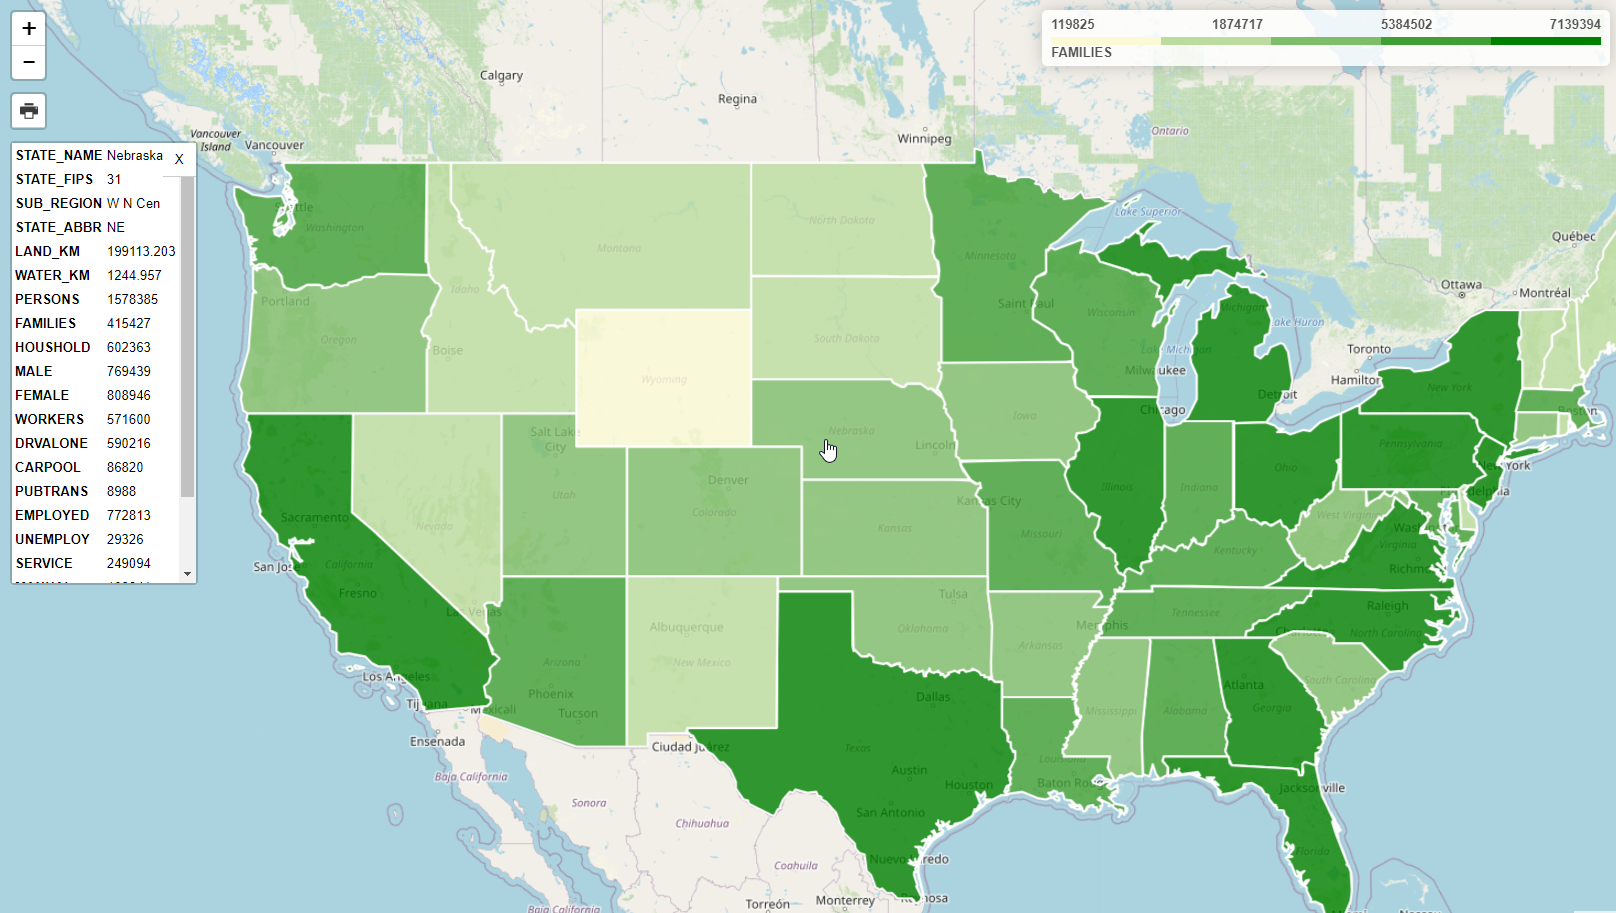 +
−
119825 1874717 5384502 7139394
FAMILIES
X
STATE_NAME Nebraska
STATE_FIPS 31
SUB_REGION W N Cen
STATE_ABBR NE
LAND_KM 199113.203
WATER_KM 1244.957
PERSONS 1578385
FAMILIES 415427
HOUSHOLD 602363
MALE 769439
FEMALE 808946
WORKERS 571600
DRVALONE 590216
CARPOOL 86820
PUBTRANS 8988
EMPLOYED 772813
UNEMPLOY 29326
SERVICE 249094
Calgary
Regina
Winnipeg
Ontario
Vancouver
Island
Vancouver
Québec
Ottawa
Montréal
Toronto
Hamilton
Lake Superior
Lake Huron
Lake Michigan
Washington
Montana
North Dakota
Minnesota
Saint Paul
Wisconsin
Michigan
Portland
Oregon
Idaho
Boise
South Dakota
Wyoming
Milwaukee
Detroit
Chicago
New York
Boston
Iowa
Nebraska
Lincoln
Salt Lake
City
Utah
Denver
Colorado
Nevada
Sacramento
San Jose
California
Fresno
Las Vegas
Kansas
Kansas City
Missouri
Illinois
Indiana
Ohio
Pennsylvania
New York
Philadelphia
West Virginia
Virginia
Kentucky
Tennessee
Raleigh
Charlotte
North Carolina
South Carolina
Memphis
Arkansas
Tulsa
Oklahoma
Albuquerque
New Mexico
Arizona
Phoenix
Tucson
Los Angeles
Tijuana
Mexicali
Ensenada
Baja California
Sonora
Chihuahua
Ciudad Juárez
Texas
Dallas
Austin
Houston
San Antonio
Louisiana
Baton Rouge
Mississippi
Alabama
Atlanta
Georgia
Jacksonville
Florida
Miami
Nassau
Coahuila
Nuevo Laredo
Reynosa
Monterrey
Torreón
Baja California